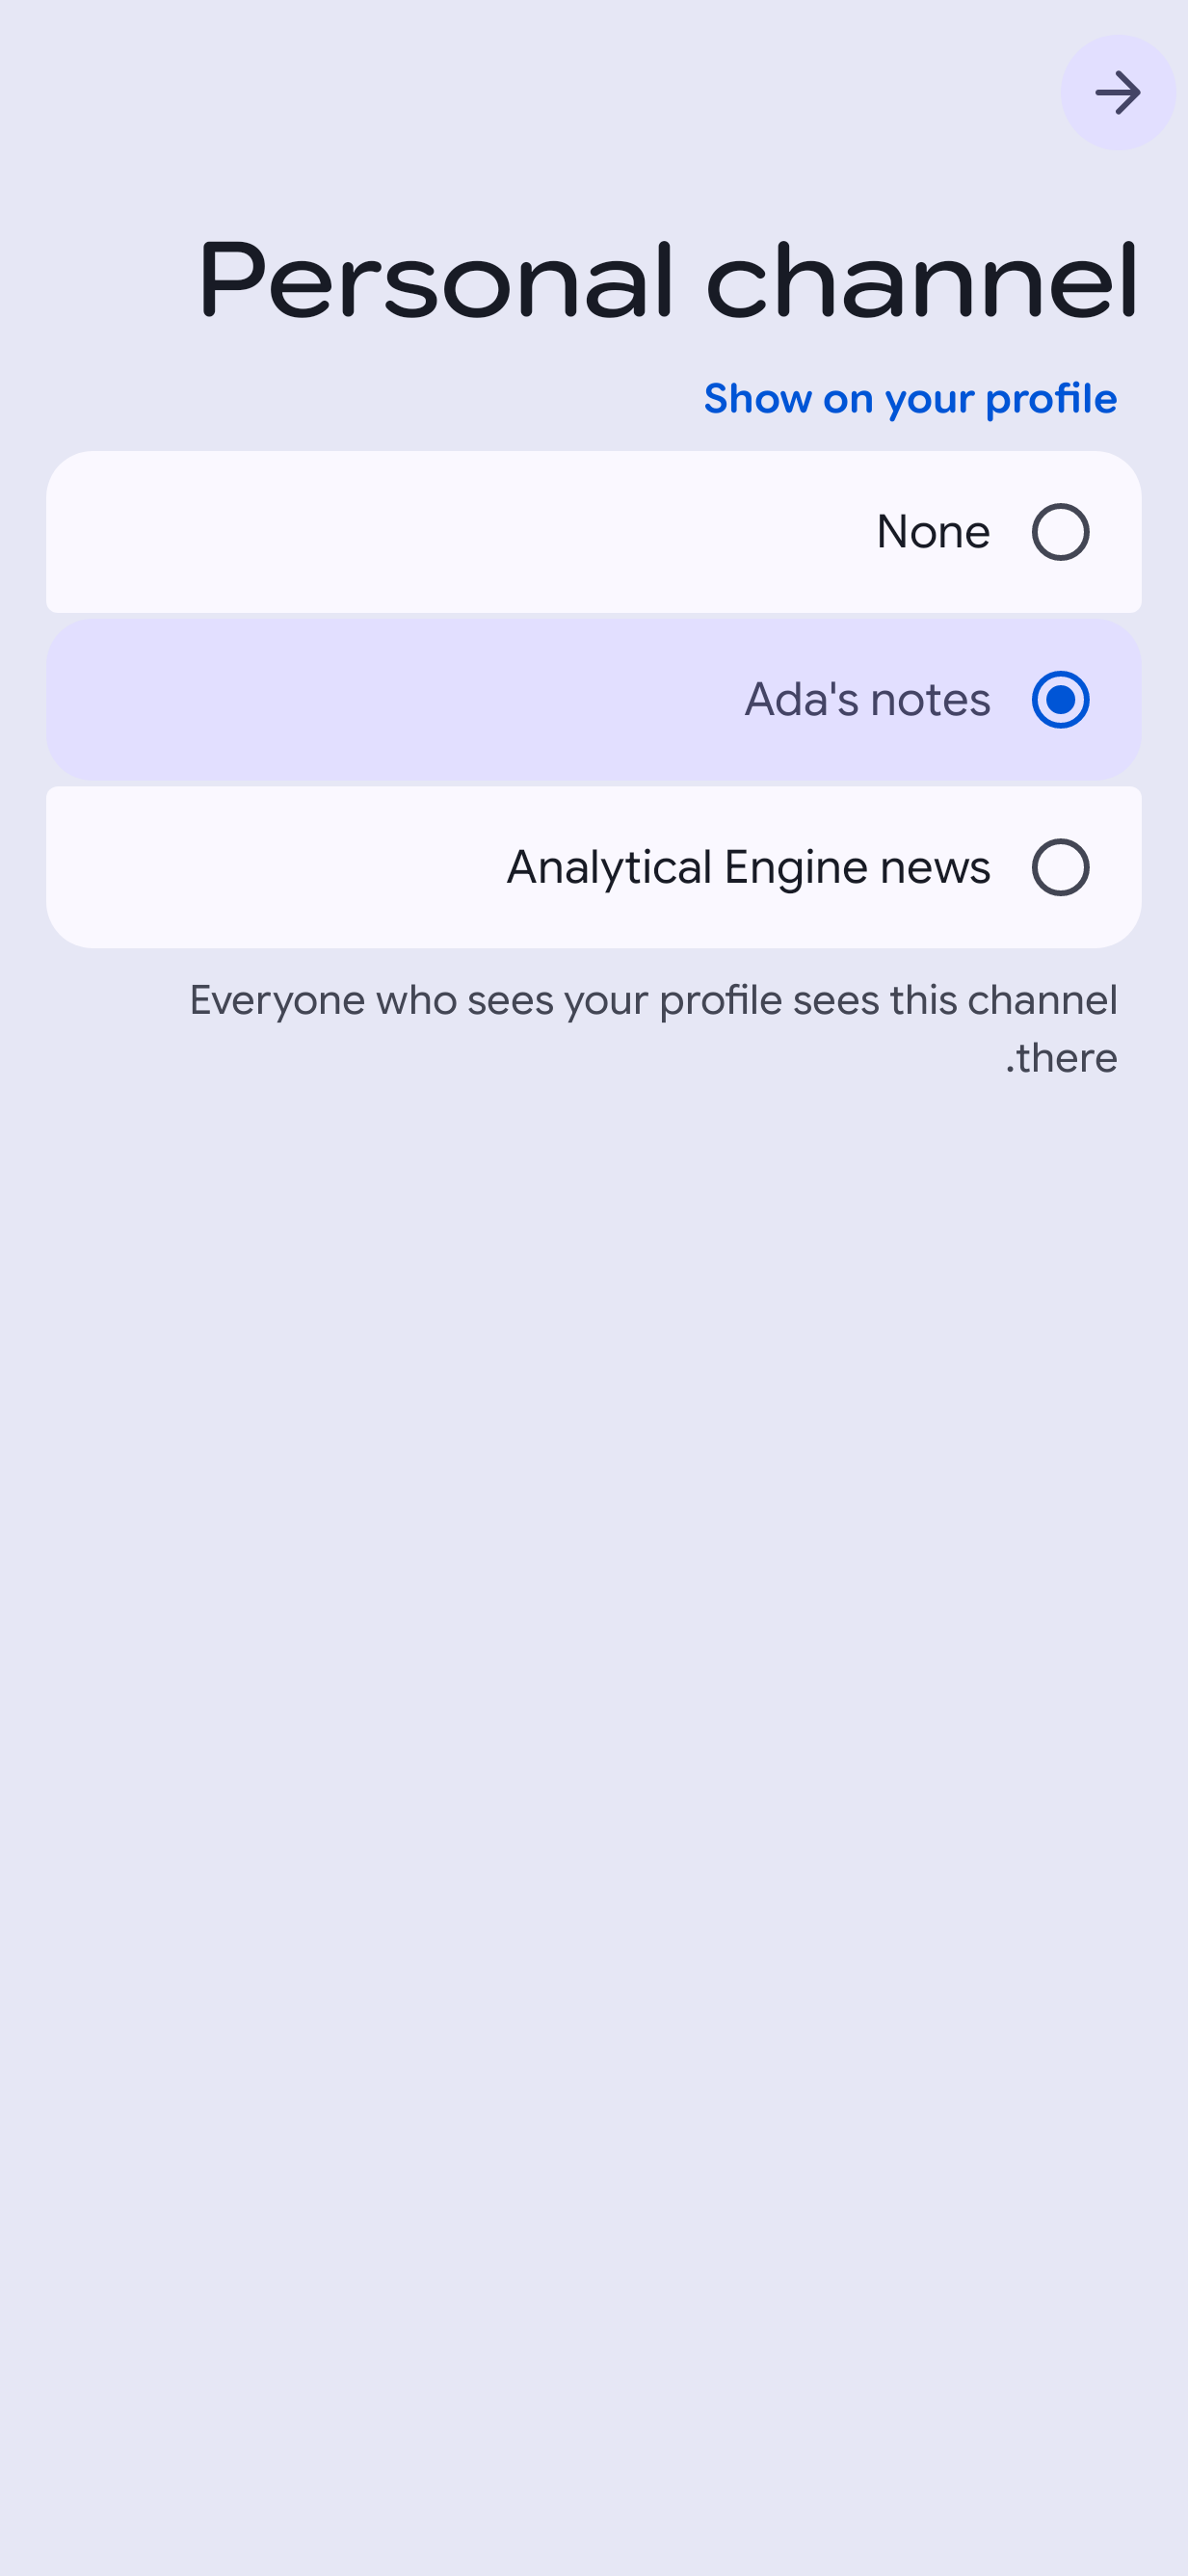 Personal channel
Show on your profile
None
Ada's notes
Analytical Engine news
Everyone who sees your profile sees this channel
.there